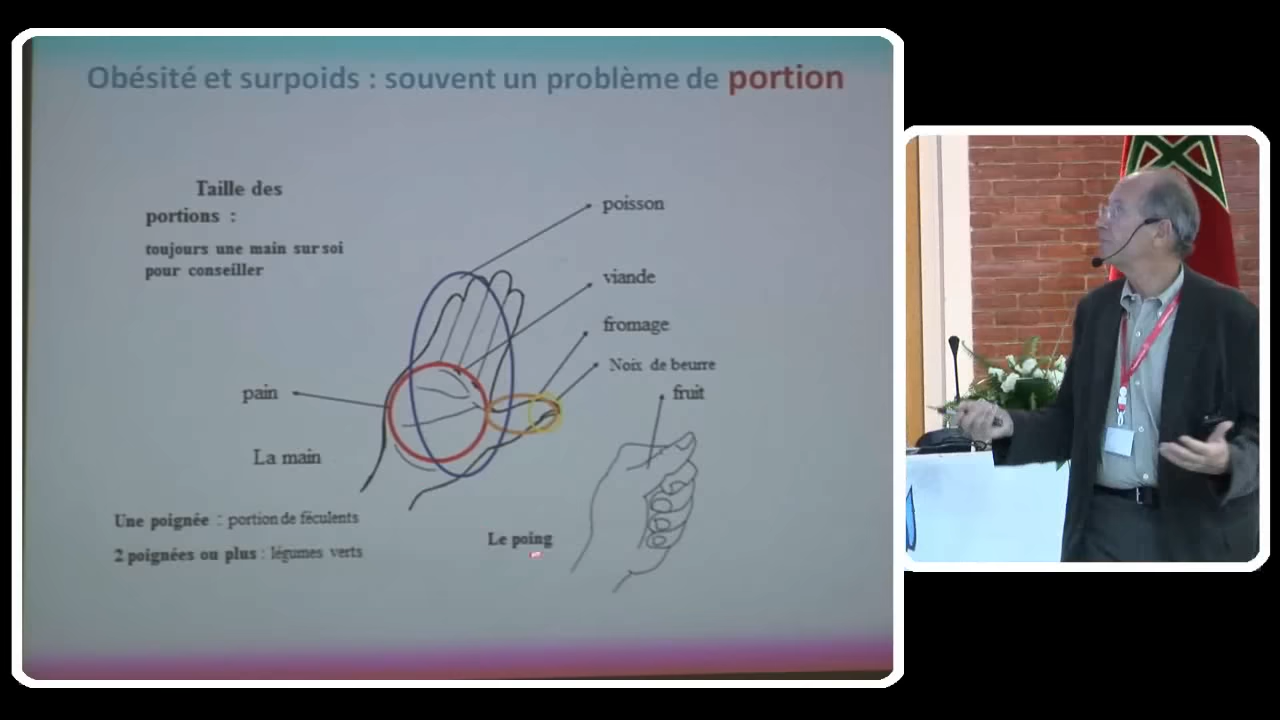 Obésité et surpoids : souvent un problème de portion
Taille des
portions :
toujours une main sur soi
pour conseiller
poisson
viande
fromage
Noix de beurre
fruit
pain
La main
Une poignée : portion de féculents
2 poignées ou plus : légumes verts
Le poing